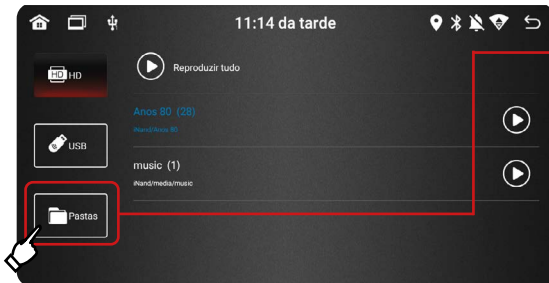 11:14 da tarde
HD HD
Reproduzir tudo
Anos 80 (28)
iNand/Anos 80
USB
music (1)
iNand/media/music
Pastas